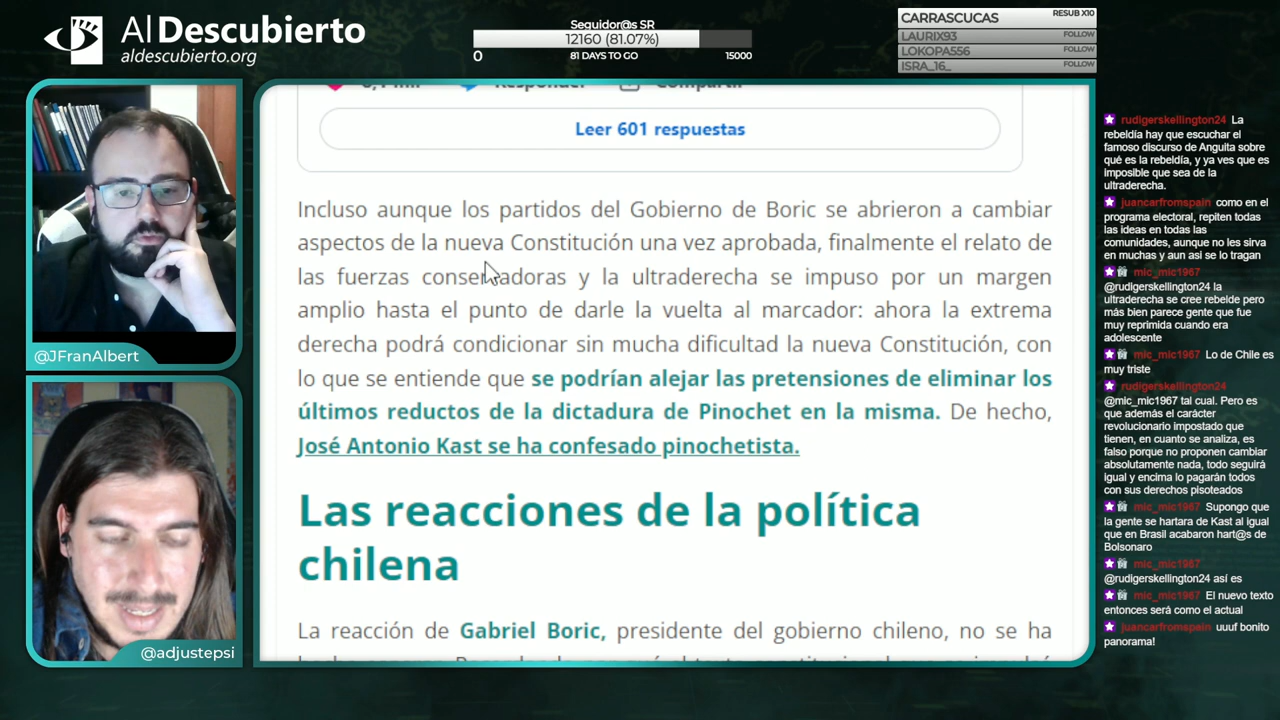 Al Descubierto
aldescubierto.org
Seguidor@s SR
12160 (81.07%)
0
81 DAYS TO GO
15000
CARRASCUCAS
RESUB X10
LAURIX93
FOLLOW
LOKOPA556
FOLLOW
ISRA_16_
FOLLOW
Responder
Compartir
Leer 601 respuestas
Incluso aunque los partidos del Gobierno de Boric se abrieron a cambiar
aspectos de la nueva Constitución una vez aprobada, finalmente el relato de
las fuerzas conservadoras y la ultraderecha se impuso por un margen
amplio hasta el punto de darle la vuelta al marcador: ahora la extrema
derecha podrá condicionar sin mucha dificultad la nueva Constitución, con
lo que se entiende que se podrían alejar las pretensiones de eliminar los
últimos reductos de la dictadura de Pinochet en la misma. De hecho,
José Antonio Kast se ha confesado pinochetista.
Las reacciones de la política
chilena
La reacción de Gabriel Boric, presidente del gobierno chileno, no se ha
@JFranAlbert
@adjustepsi
rudigerskellington24 La
rebeldía hay que escuchar el
famoso discurso de Anguita sobre
qué es la rebeldía, y ya ves que es
imposible que sea de la
ultraderecha.
juancarfromspain como en el
programa electoral, repiten todas
las ideas en todas las
comunidades, aunque no les sirva
en muchas y aun asi se lo tragan
mic_mic1967
@rudigerskellington24 la
ultraderecha se cree rebelde pero
más bien parece gente que fue
muy reprimida cuando era
adolescente
mic_mic1967 Lo de Chile es
muy triste
rudigerskellington24
@mic_mic1967 tal cual. Pero es
que además el carácter
revolucionario impostado que
tienen, en cuanto se analiza, es
falso porque no proponen cambiar
absolutamente nada, todo seguirá
igual y encima lo pagarán todos
con sus derechos pisoteados
mic_mic1967 Supongo que
la gente se hartara de Kast al igual
que en Brasil acabaron hart@s de
Bolsonaro
mic_mic1967
@rudigerskellington24 así es
mic_mic1967 El nuevo texto
entonces será como el actual
juancarfromspain uuuf bonito
panorama!